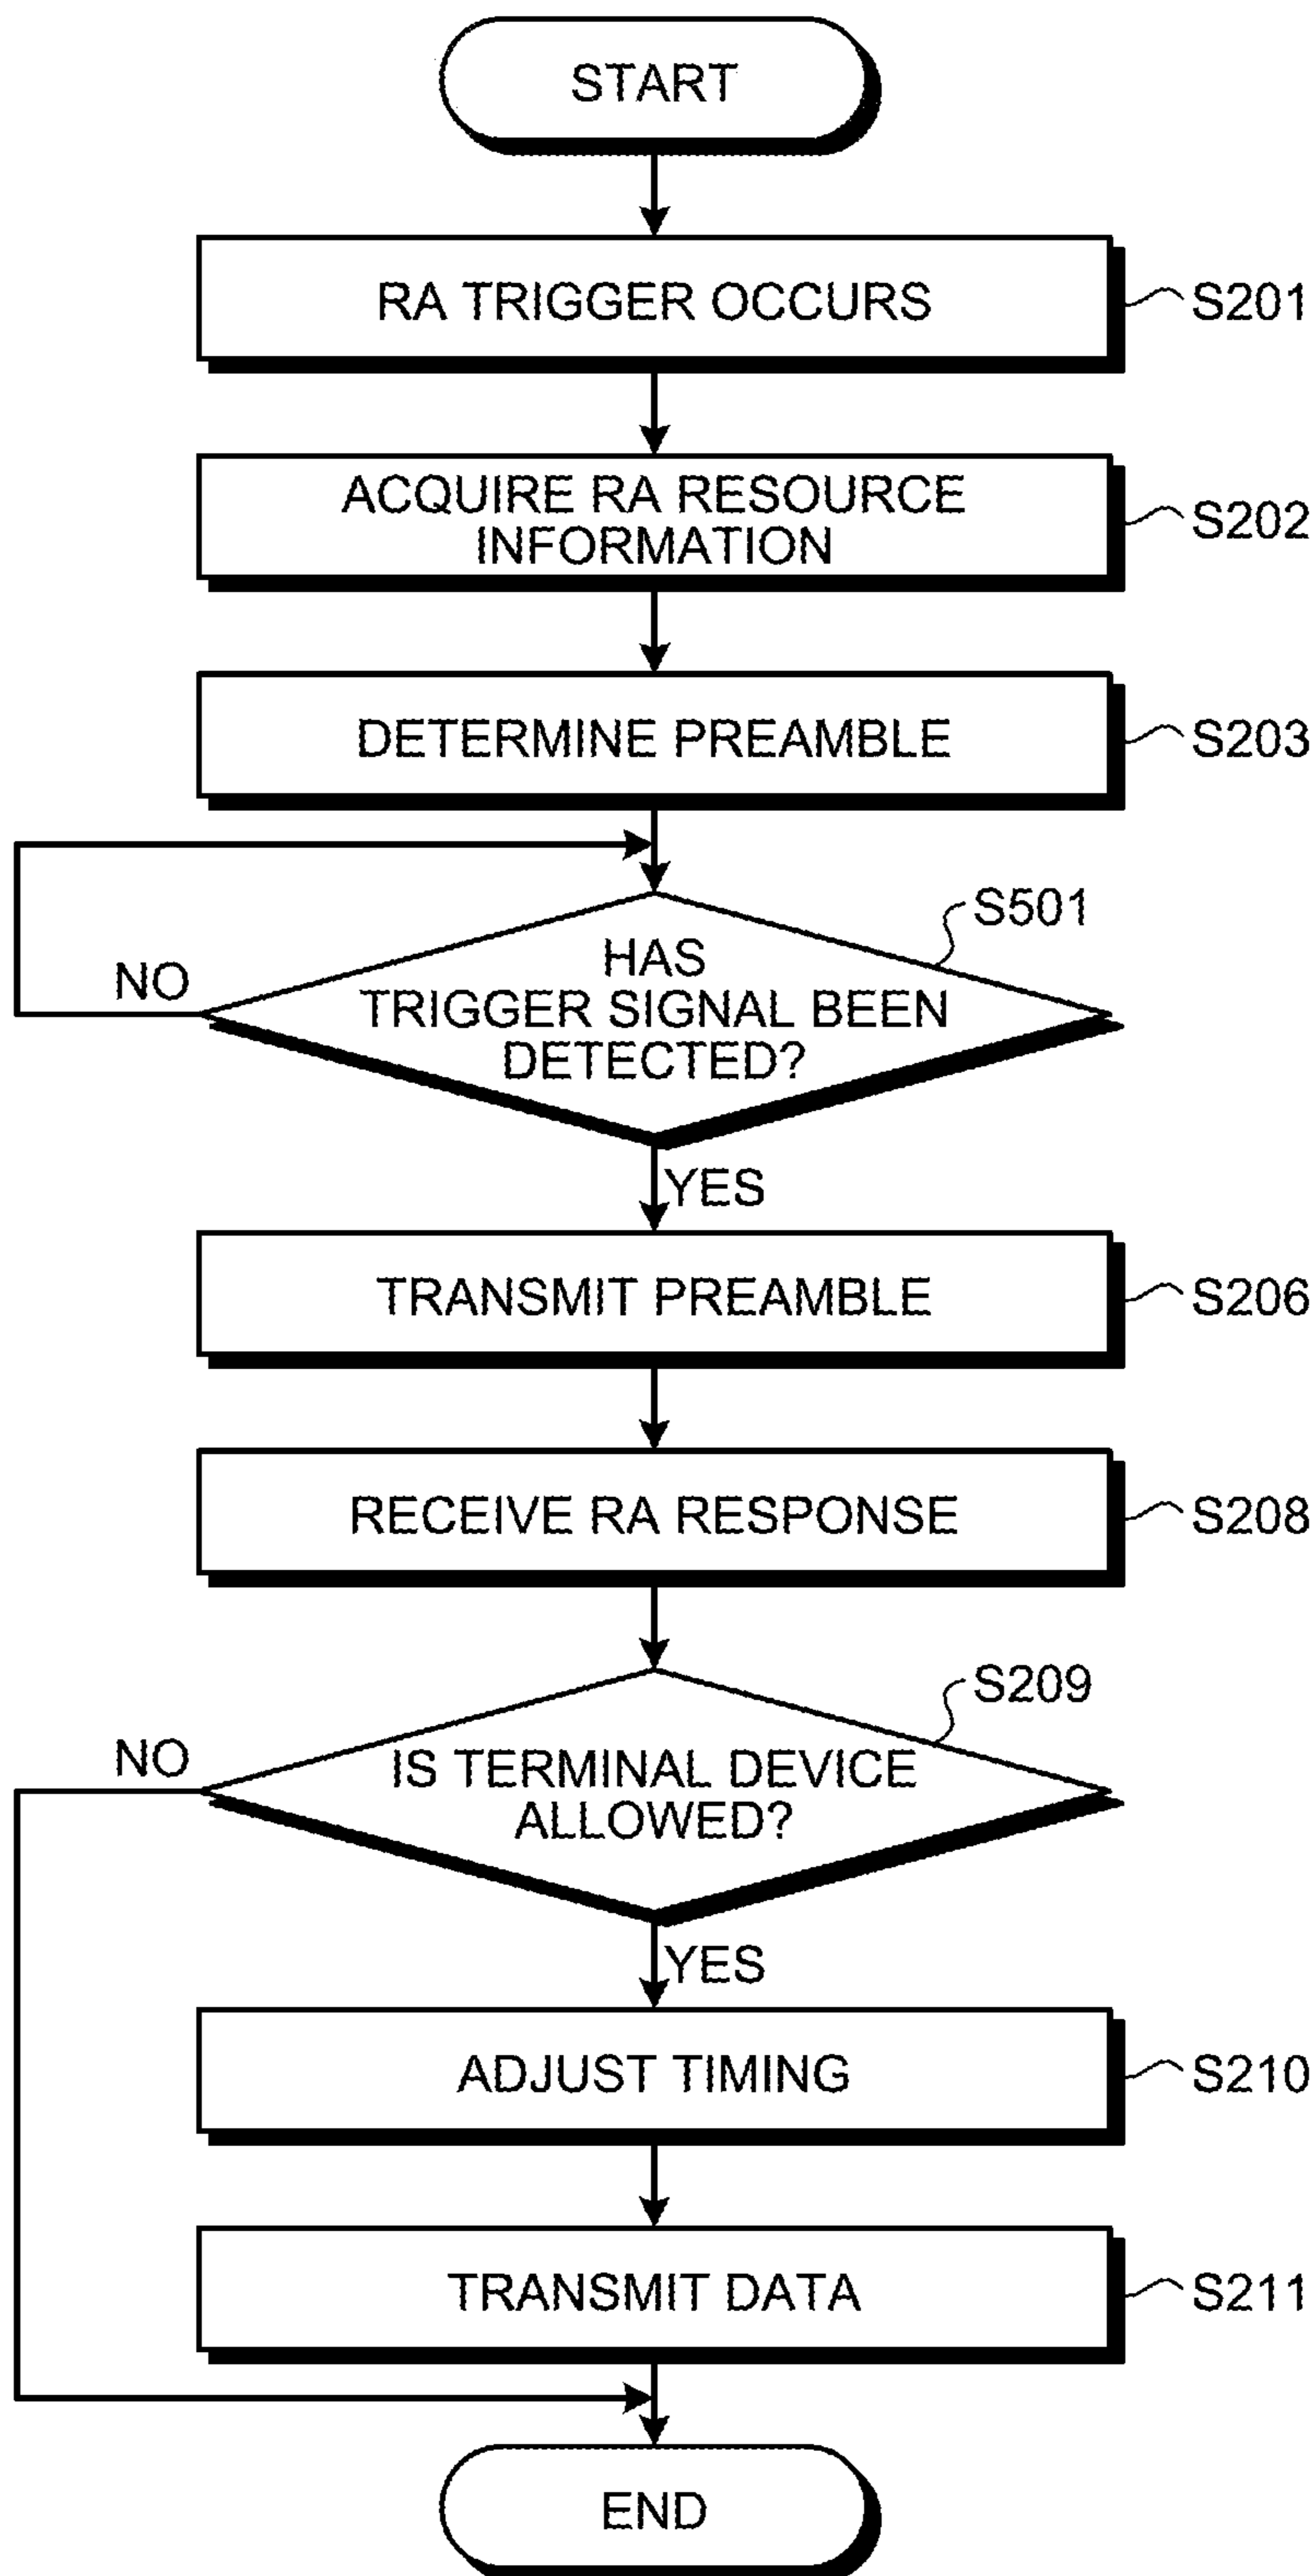 START
RA TRIGGER OCCURS
S201
ACQUIRE RA RESOURCE
INFORMATION
S202
DETERMINE PREAMBLE
S203
S501
HAS
TRIGGER SIGNAL BEEN
DETECTED?
NO
YES
TRANSMIT PREAMBLE
S206
RECEIVE RA RESPONSE
S208
S209
IS TERMINAL DEVICE
ALLOWED?
NO
YES
ADJUST TIMING
S210
TRANSMIT DATA
S211
END